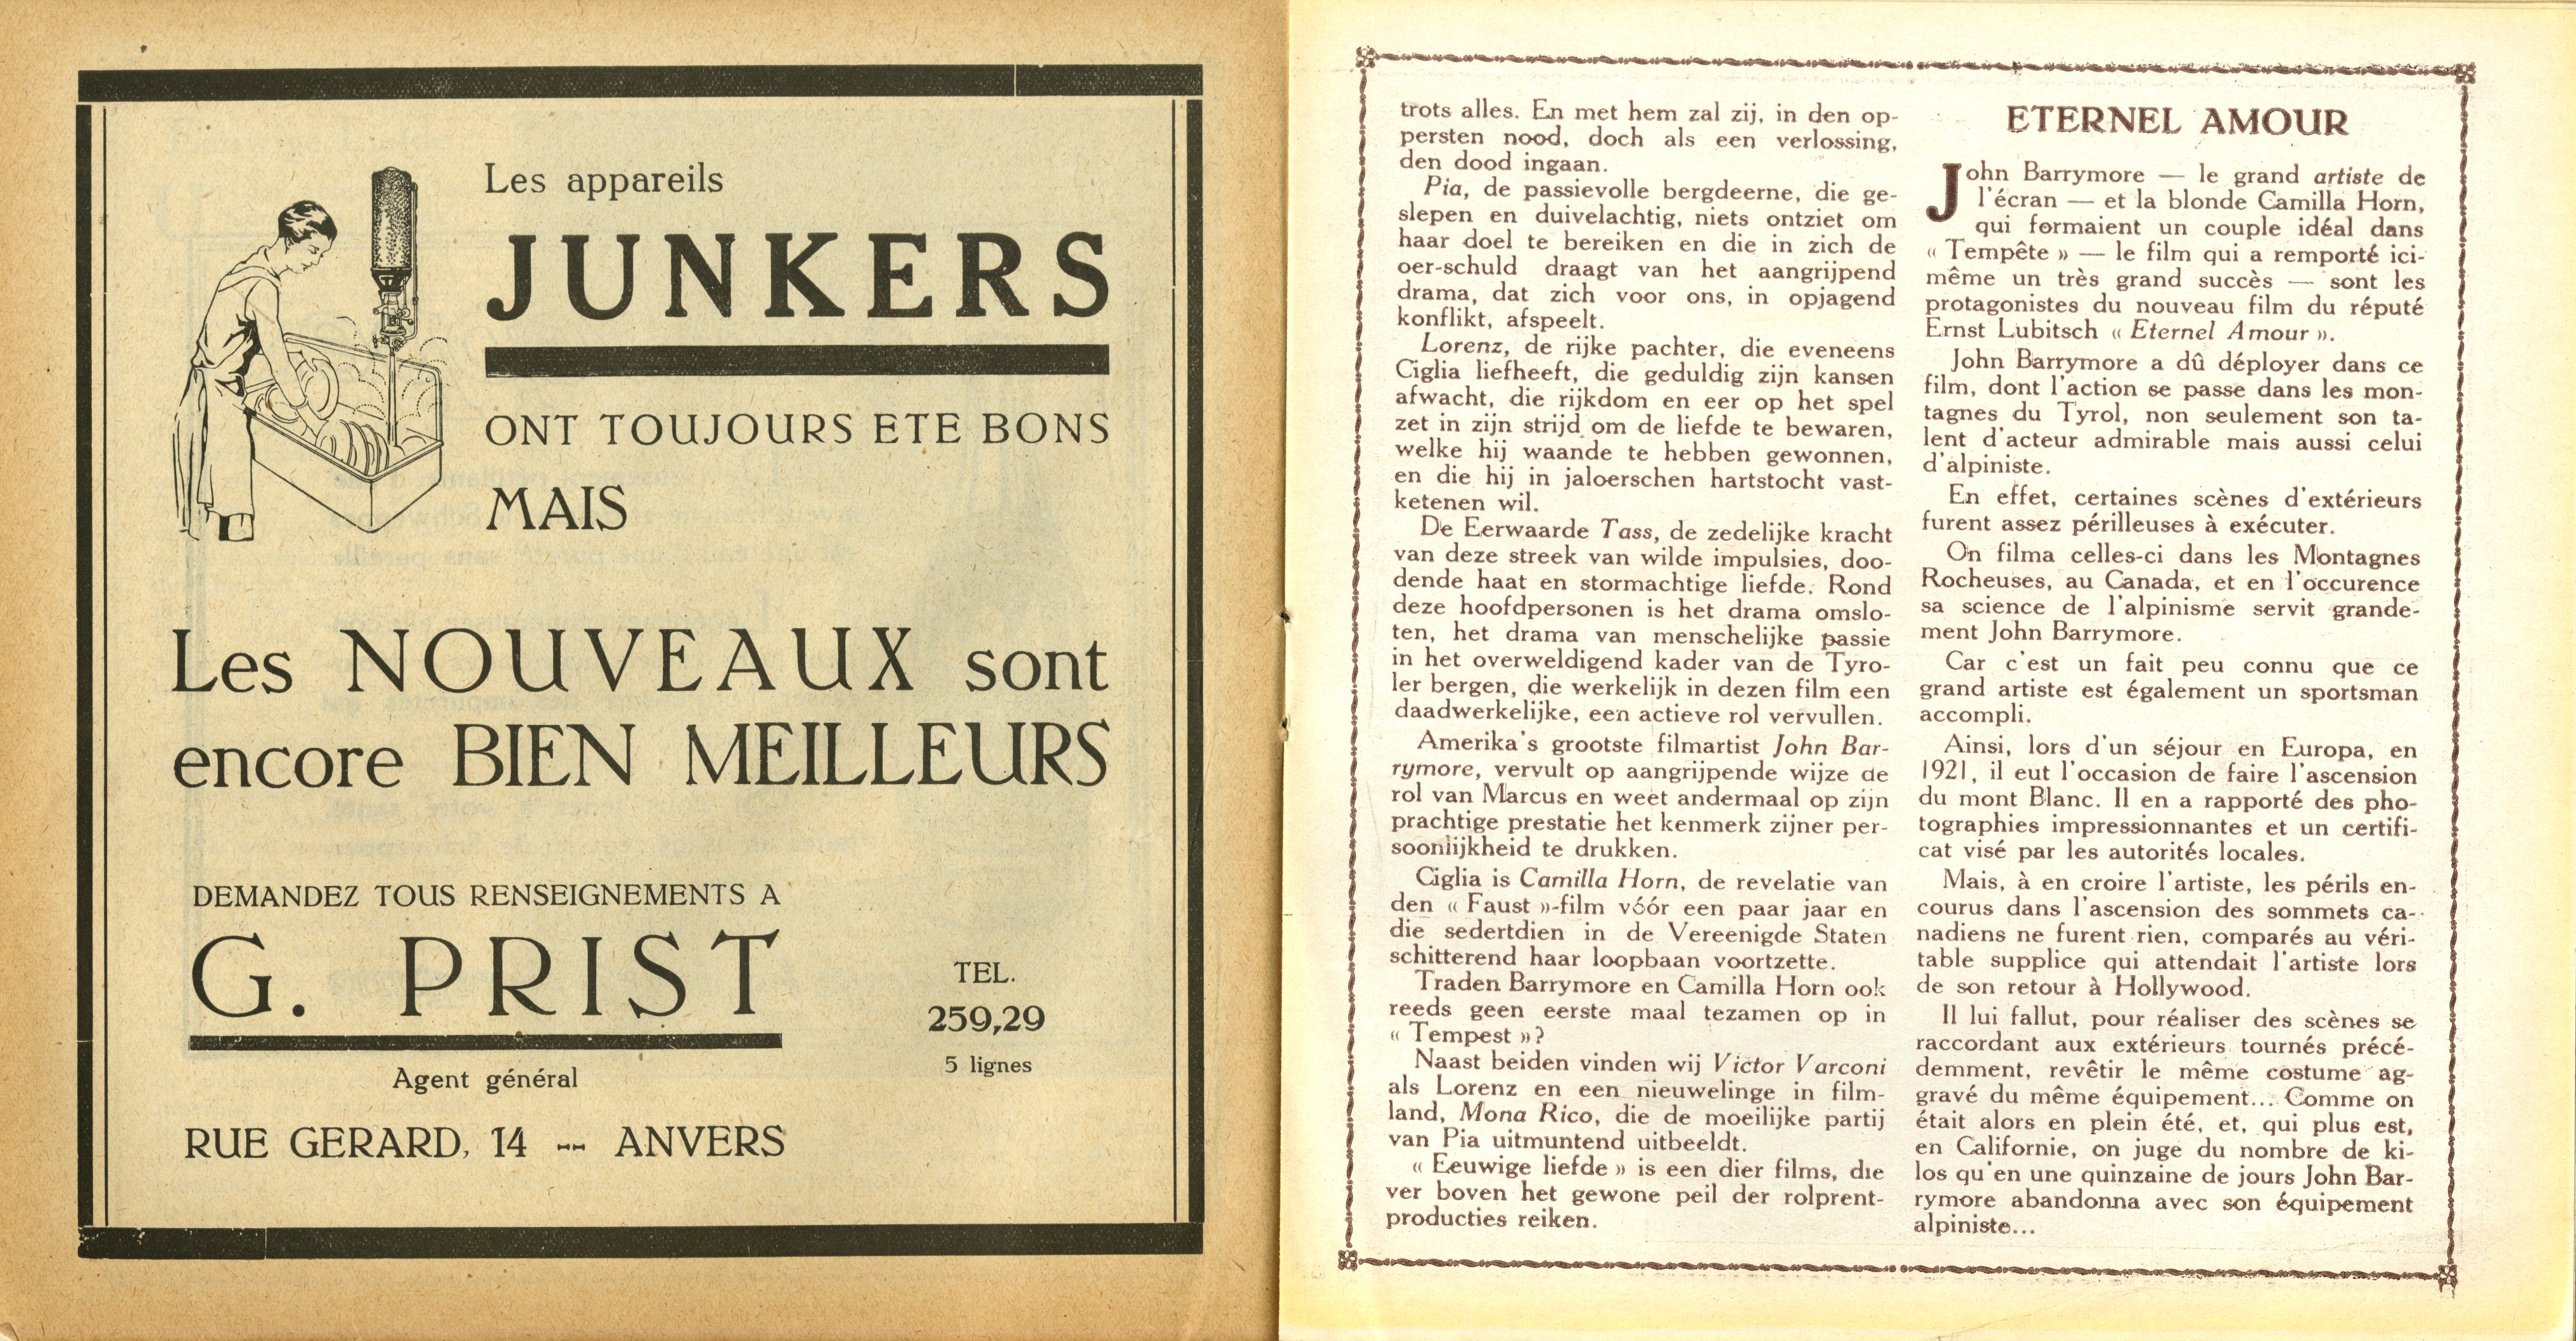 Les appareils
JUNKERS
ONT TOUJOURS ETE BONS
MAIS
Les NOUVEAUX sont
encore BIEN MEILLEURS
DEMANDEZ TOUS RENSEIGNEMENTS A
G. PRIST
Agent général
RUE GERARD, 14 -- ANVERS
TEL.
259,29
5 lignes
trots alles. En met hem zal zij, in den op-
persten nood, doch als een verlossing,
den dood ingaan.
Pia, de passievolle bergdeerne, die ge-
slepen en duivelachtig, niets ontziet om
haar doel te bereiken en die in zich de
oer-schuld draagt van het aangrijpend
drama, dat zich voor ons, in opjagend
konflikt, afspeelt.
Lorenz, de rijke pachter, die eveneens
Ciglia liefheeft, die geduldig zijn kansen
afwacht, die rijkdom en eer op het spel
zet in zijn strijd om de liefde te bewaren,
welke hij waande te hebben gewonnen,
en die hij in jaloerschen hartstocht vast-
ketenen wil.
De Eerwaarde Tass, de zedelijke kracht
van deze streek van wilde impulsies, doo-
dende haat en stormachtige liefde. Rond
deze hoofdpersonen is het drama omslo-
ten, het drama van menschelijke passie
in het overweldigend kader van de Tyro-
ler bergen, die werkelijk in dezen film een
daadwerkelijke, een actieve rol vervullen.
Amerika's grootste filmartist John Bar-
rymore, vervult op aangrijpende wijze de
rol van Marcus en weet andermaal op zijn
prachtige prestatie het kenmerk zijner per-
soonlijkheid te drukken.
Ciglia is Camilla Horn, de revelatie van
den « Faust »-film vóór een paar jaar en
die sedertdien in de Vereenigde Staten
schitterend haar loopbaan voortzette.
Traden Barrymore en Camilla Horn ook
reeds geen eerste maal tezamen op in
« Tempest »?
Naast beiden vinden wij Victor Varconi
als Lorenz en een nieuwelinge in film-
land, Mona Rico, die de moeilijke partij
van Pia uitmuntend uitbeeldt.
« Eeuwige liefde » is een dier films, die
ver boven het gewone peil der rolprent-
producties reiken.
ETERNEL AMOUR
John Barrymore — le grand artiste de
l'écran — et la blonde Camilla Horn,
qui formaient un couple idéal dans
« Tempête » — le film qui a remporté ici-
même un très grand succès — sont les
protagonistes du nouveau film du réputé
Ernst Lubitsch « Eternel Amour ».
John Barrymore a dû déployer dans ce
film, dont l'action se passe dans les mon-
tagnes du Tyrol, non seulement son ta-
lent d'acteur admirable mais aussi celui
d'alpiniste.
En effet, certaines scènes d'extérieurs
furent assez périlleuses à exécuter.
On filma celles-ci dans les Montagnes
Rocheuses, au Canada, et en l'occurence
sa science de l'alpinisme servit grande-
ment John Barrymore.
Car c'est un fait peu connu que ce
grand artiste est également un sportsman
accompli.
Ainsi, lors d'un séjour en Europa, en
1921, il eut l'occasion de faire l'ascension
du mont Blanc. Il en a rapporté des pho-
tographies impressionnantes et un certifi-
cat visé par les autorités locales.
Mais, à en croire l'artiste, les périls en-
courus dans l'ascension des sommets ca-
nadiens ne furent rien, comparés au véri-
table supplice qui attendait l'artiste lors
de son retour à Hollywood.
Il lui fallut, pour réaliser des scènes se
raccordant aux extérieurs tournés précé-
demment, revêtir le même costume ag-
gravé du même équipement... Comme on
était alors en plein été, et, qui plus est,
en Californie, on juge du nombre de ki-
los qu'en une quinzaine de jours John Bar-
rymore abandonna avec son équipement
alpiniste...